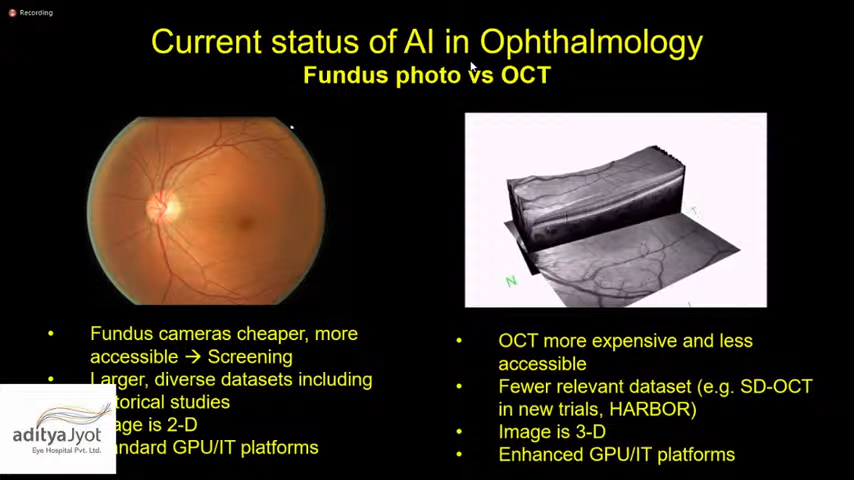 Recording
Current status of AI in Ophthalmology
Fundus photo vs OCT
N
T
• Fundus cameras cheaper, more
accessible → Screening
• Larger, diverse datasets including
torical studies
age is 2-D
andard GPU/IT platforms
• OCT more expensive and less
accessible
• Fewer relevant dataset (e.g. SD-OCT
in new trials, HARBOR)
• Image is 3-D
• Enhanced GPU/IT platforms
adityaJyot
Eye Hospital Pvt. Ltd.